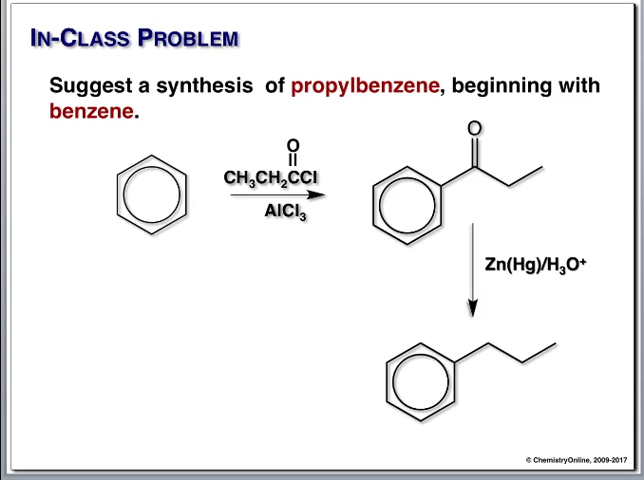 IN-CLASS PROBLEM
Suggest a synthesis of propylbenzene, beginning with
benzene.
O
O
CH₃CH₂CCl
AlCl₃
Zn(Hg)/H₃O⁺
© ChemistryOnline, 2009-2017